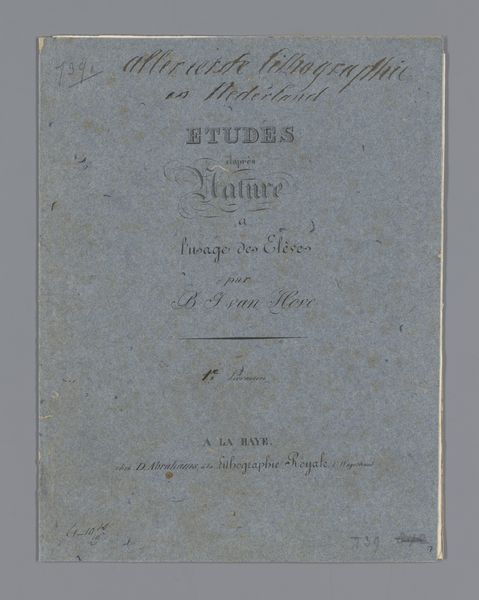 739.
allereerste lithographie
in Nederland
ETUDES
d'après
Nature
a
l'usage des Elèves
par
B. J. van Hove
1e. Livraison
A LA HAYE,
chez D. Abrahams, à la Lithographie Royale,
739